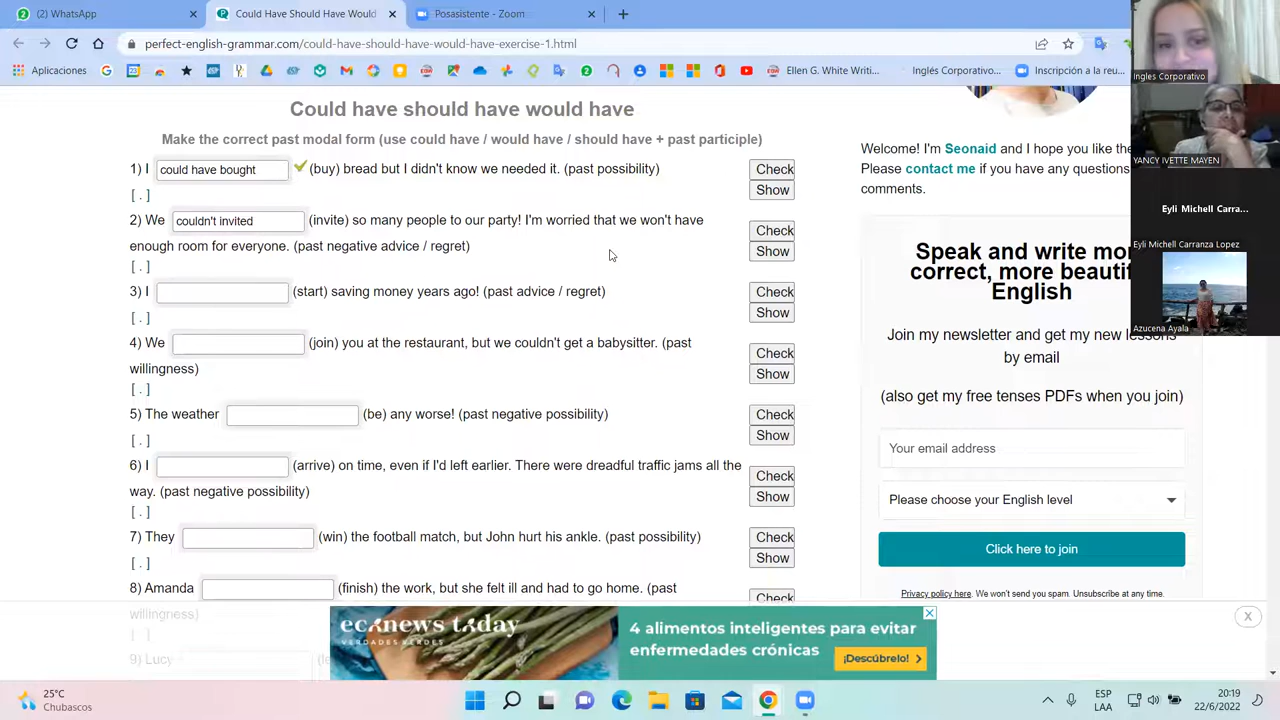 (2) WhatsApp
Could Have Should Have Would H
Posasistente - Zoom
perfect-english-grammar.com/could-have-should-have-would-have-exercise-1.html
Aplicaciones
Ellen G. White Writi...
Inglés Corporativo...
Inscripción a la reu...
Could have should have would have
Make the correct past modal form (use could have / would have / should have + past participle)
1) I could have bought (buy) bread but I didn't know we needed it. (past possibility)
Check
Show
[ . ]
2) We couldn't invited (invite) so many people to our party! I'm worried that we won't have
enough room for everyone. (past negative advice / regret)
Check
Show
[ . ]
3) I (start) saving money years ago! (past advice / regret)
Check
Show
[ . ]
4) We (join) you at the restaurant, but we couldn't get a babysitter. (past
willingness)
Check
Show
[ . ]
5) The weather (be) any worse! (past negative possibility)
Check
Show
[ . ]
6) I (arrive) on time, even if I'd left earlier. There were dreadful traffic jams all the
way. (past negative possibility)
Check
Show
[ . ]
7) They (win) the football match, but John hurt his ankle. (past possibility)
Check
Show
[ . ]
8) Amanda (finish) the work, but she felt ill and had to go home. (past
willingness)
Check
[ . ]
9) Lucy
Welcome! I'm Seonaid and I hope you like the
Please contact me if you have any questions
comments.
Speak and write mor
correct, more beautif
English
Join my newsletter and get my new lessons
by email
(also get my free tenses PDFs when you join)
Your email address
Please choose your English level
Click here to join
Privacy policy here. We won't send you spam. Unsubscribe at any time.
Ingles Corporativo
YANCY IVETTE MAYEN
Eyli Michell Carra...
Eyli Michell Carranza Lopez
Azucena Ayala
econews today
VERDADES VERDES
4 alimentos inteligentes para evitar
enfermedades crónicas
¡Descúbrelo! >
X
25°C
Chubascos
ESP
LAA
20:19
22/6/2022